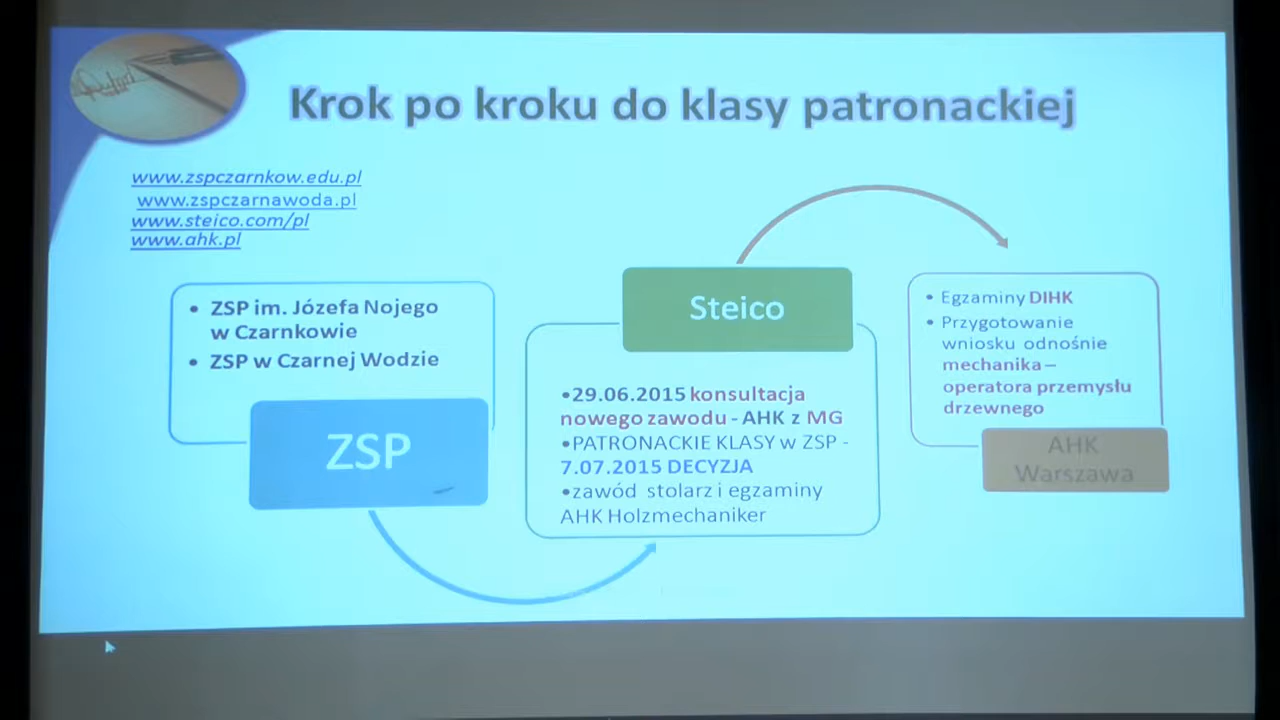 Krok po kroku do klasy patronackiej
www.zspczarnkow.edu.pl
www.zspczarnawoda.pl
www.steico.com/pl
www.ahk.pl
• ZSP im. Józefa Nojego
w Czarnkowie
• ZSP w Czarnej Wodzie
ZSP
Steico
•29.06.2015 konsultacja
nowego zawodu - AHK z MG
•PATRONACKIE KLASY w ZSP -
7.07.2015 DECYZJA
•zawód stolarz i egzaminy
AHK Holzmechaniker
• Egzaminy DIHK
• Przygotowanie
wniosku odnośnie
mechanika –
operatora przemysłu
drzewnego
AHK
Warszawa